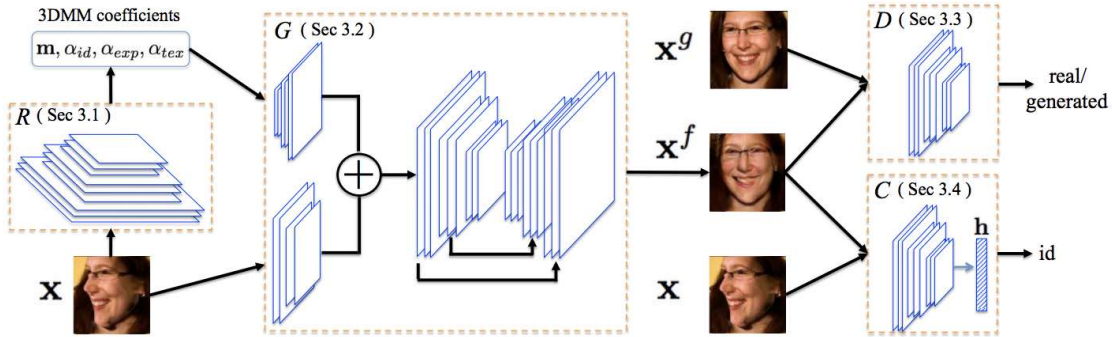 3DMM coefficients
m, α_id, α_exp, α_tex
R ( Sec 3.1 )
x
G ( Sec 3.2 )
+
x^g
x^f
x
D ( Sec 3.3 )
real/
generated
C ( Sec 3.4 )
h
id